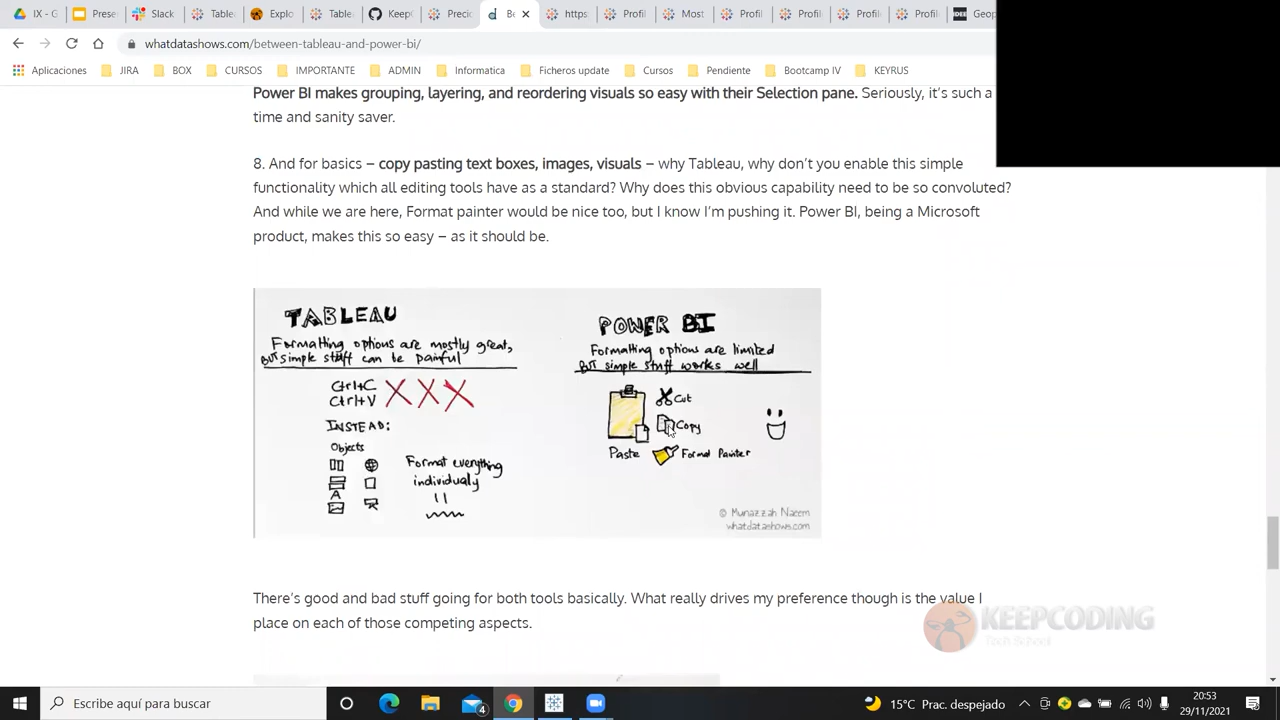 IX - G
Prese
Slack
Table
Explo
Table
KeepC
Precio
Be
https
Profil
Most
Profil
Profil
Profil
Profil
Geop
whatdatashows.com/between-tableau-and-power-bi/
Aplicaciones
JIRA
BOX
CURSOS
IMPORTANTE
ADMIN
Informatica
Ficheros update
Cursos
Pendiente
Bootcamp IV
KEYRUS
Power BI makes grouping, layering, and reordering visuals so easy with their Selection pane. Seriously, it's such a
time and sanity saver.
8. And for basics – copy pasting text boxes, images, visuals – why Tableau, why don't you enable this simple
functionality which all editing tools have as a standard? Why does this obvious capability need to be so convoluted?
And while we are here, Format painter would be nice too, but I know I'm pushing it. Power BI, being a Microsoft
product, makes this so easy – as it should be.
TABLEAU
Formatting options are mostly great,
BUT simple stuff can be painful
Ctrl+C
Ctrl+V
INSTEAD:
Objects
A
Format everything
individualy
POWER BI
Formatting options are limited
BUT simple stuff works well
Cut
Copy
Paste
Format Painter
© Munazzah Naeem
whatdatashows.com
There's good and bad stuff going for both tools basically. What really drives my preference though is the value I
place on each of those competing aspects.
KEEPCODING
Tech School
Escribe aquí para buscar
4
15°C Prac. despejado
20:53
29/11/2021